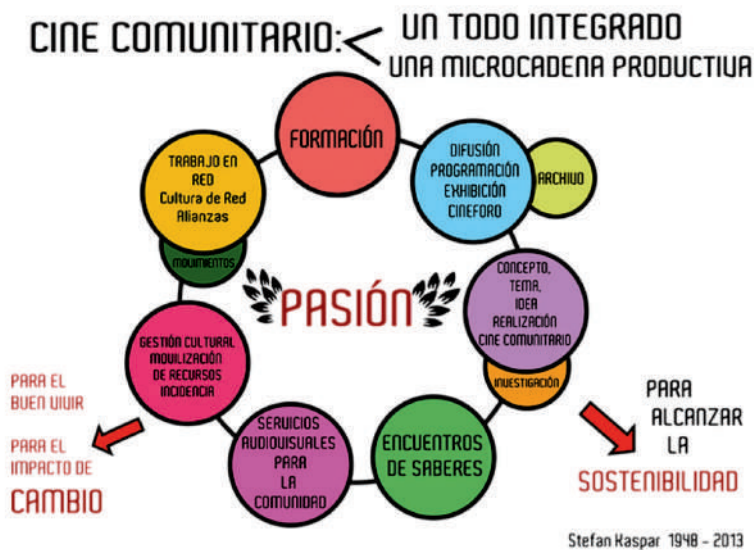 CINE COMUNITARIO:
UN TODO INTEGRADO
UNA MICROCADENA PRODUCTIVA
FORMACIÓN
DIFUSIÓN
PROGRAMACIÓN
EXHIBICIÓN
CINEFORO
ARCHIVO
TRABAJO EN
RED
Cultura de Red
Alianzas
MOVIMIENTOS
CONCEPTO,
TEMA,
IDEA
REALIZACIÓN
CINE COMUNITARIO
INVESTIGACIÓN
PASIÓN
GESTIÓN CULTURAL
MOVILIZACIÓN
DE RECURSOS
INCIDENCIA
SERVICIOS
AUDIOVISUALES
PARA
LA
COMUNIDAD
ENCUENTROS
DE SABERES
PARA EL
BUEN VIVIR
PARA EL
IMPACTO DE
CAMBIO
PARA
ALCANZAR
LA
SOSTENIBILIDAD
Stefan Kaspar 1948 - 2013